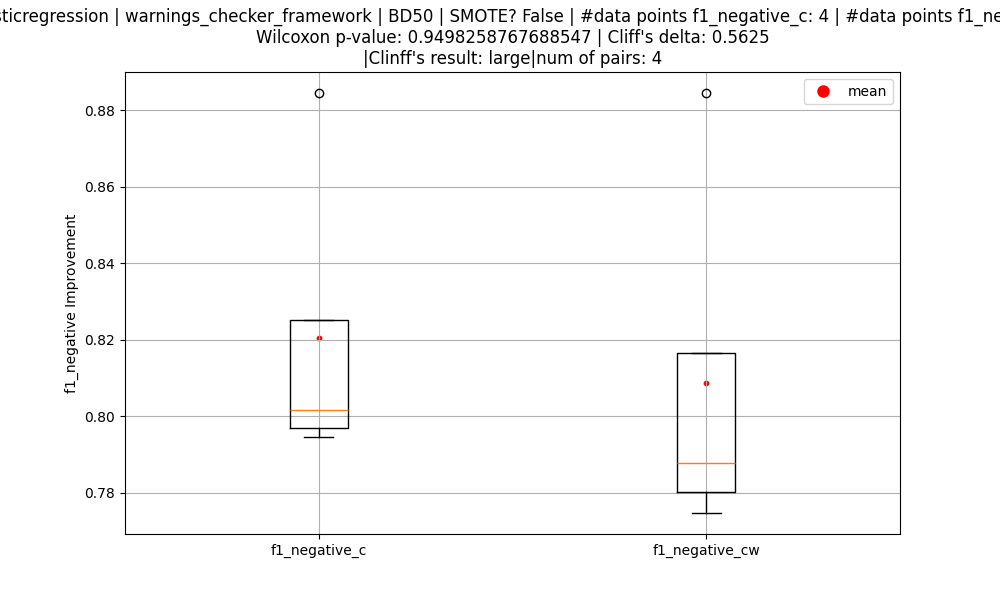 sticregression | warnings_checker_framework | BD50 | SMOTE? False | #data points f1_negative_c: 4 | #data points f1_ne
Wilcoxon p-value: 0.9498258767688547 | Cliff's delta: 0.5625
|Clinff's result: large|num of pairs: 4
mean
0.88
0.86
0.84
0.82
0.80
0.78
f1_negative Improvement
f1_negative_c
f1_negative_cw